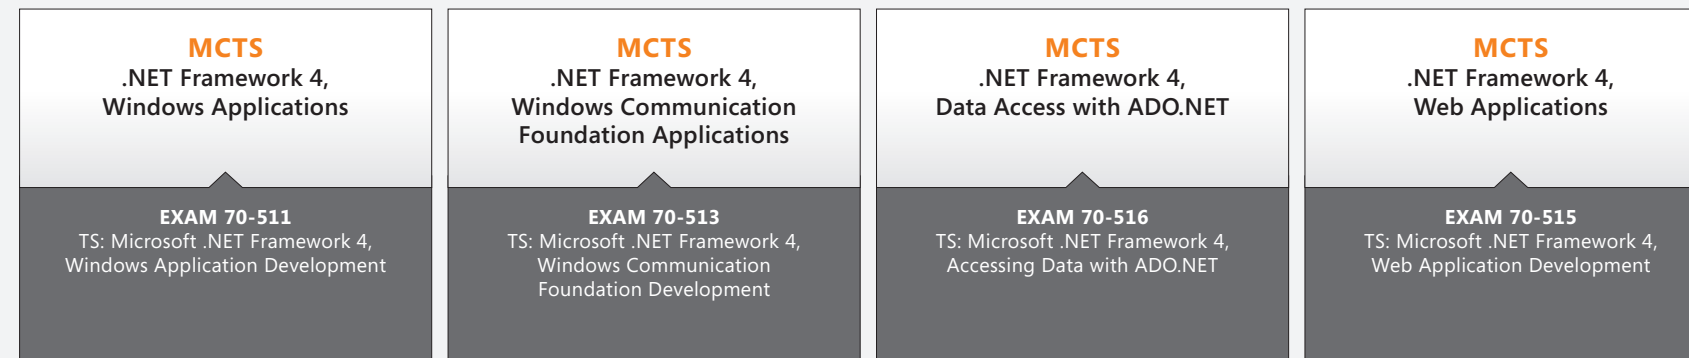 MCTS
.NET Framework 4,
Windows Applications
EXAM 70-511
TS: Microsoft .NET Framework 4,
Windows Application Development
MCTS
.NET Framework 4,
Windows Communication
Foundation Applications
EXAM 70-513
TS: Microsoft .NET Framework 4,
Windows Communication
Foundation Development
MCTS
.NET Framework 4,
Data Access with ADO.NET
EXAM 70-516
TS: Microsoft .NET Framework 4,
Accessing Data with ADO.NET
MCTS
.NET Framework 4,
Web Applications
EXAM 70-515
TS: Microsoft .NET Framework 4,
Web Application Development